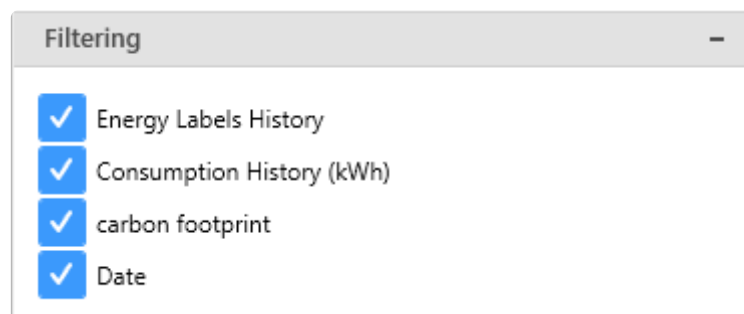 Filtering
Energy Labels History
Consumption History (kWh)
carbon footprint
Date